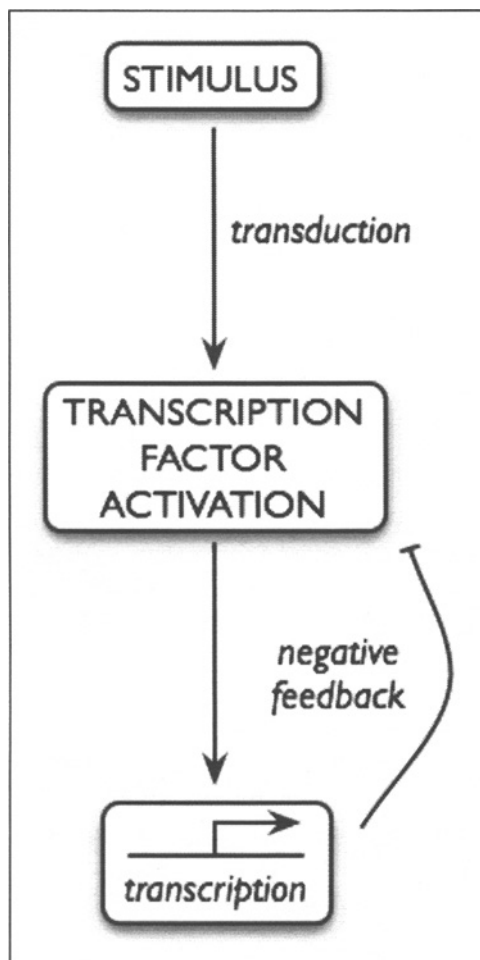 STIMULUS
transduction
TRANSCRIPTION
FACTOR
ACTIVATION
negative
feedback
transcription